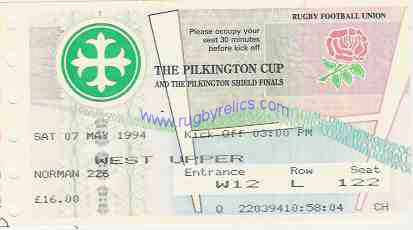 RUGBY FOOTBALL UNION
Please occupy your
seat 30 minutes
before kick off
THE PILKINGTON CUP
AND THE PILKINGTON SHIELD FINALS
www.rugbyrelics.com
SAT 07 MAY 1994 Kick Off 03:00 PM
WEST UPPER
NORMAN 226 Entrance Row Seat
W12 L 122
£16.00
0 22039410:58:04 CH